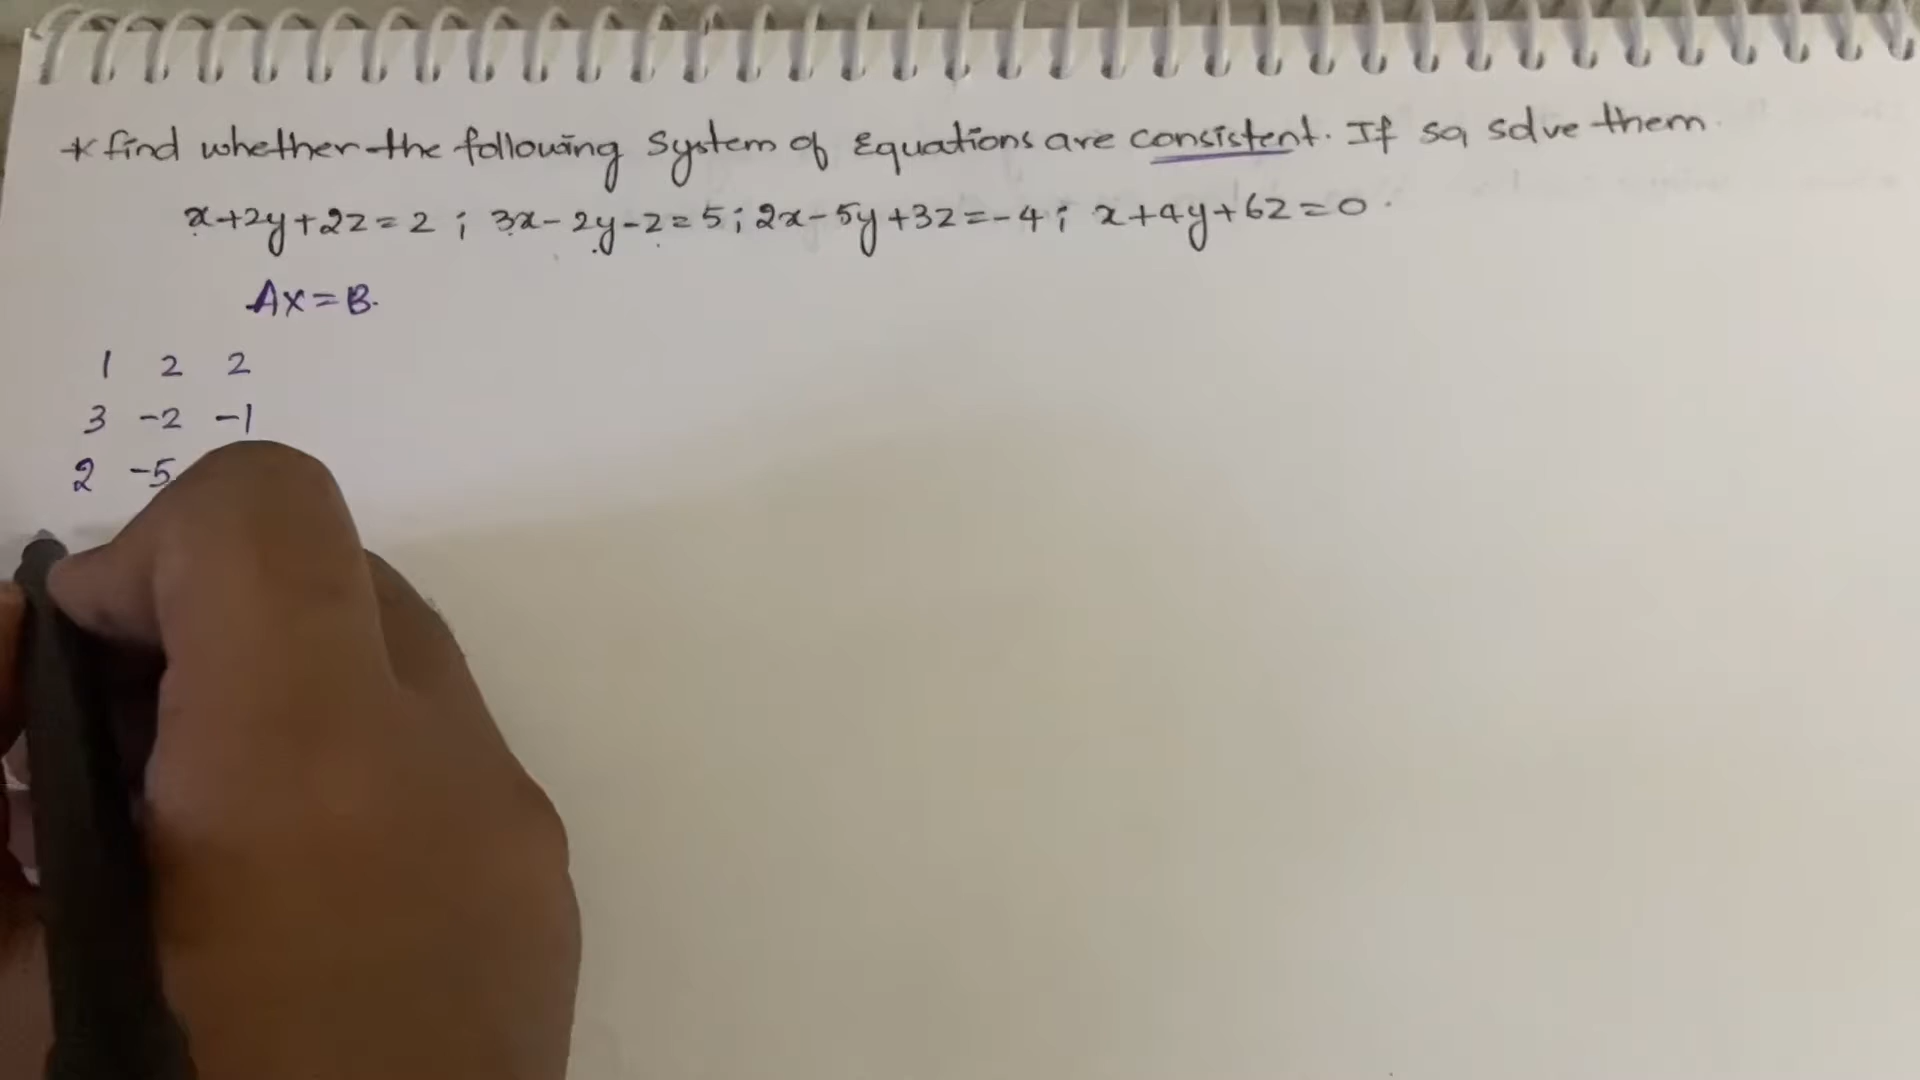 * find whether the following system of Equations are consistent. If so, solve them.
x+2y+2z=2 ; 3x-2y-z=5 ; 2x-5y+3z=-4 ; x+4y+6z=0.
AX=B.
1 2 2
3 -2 -1
2 -5